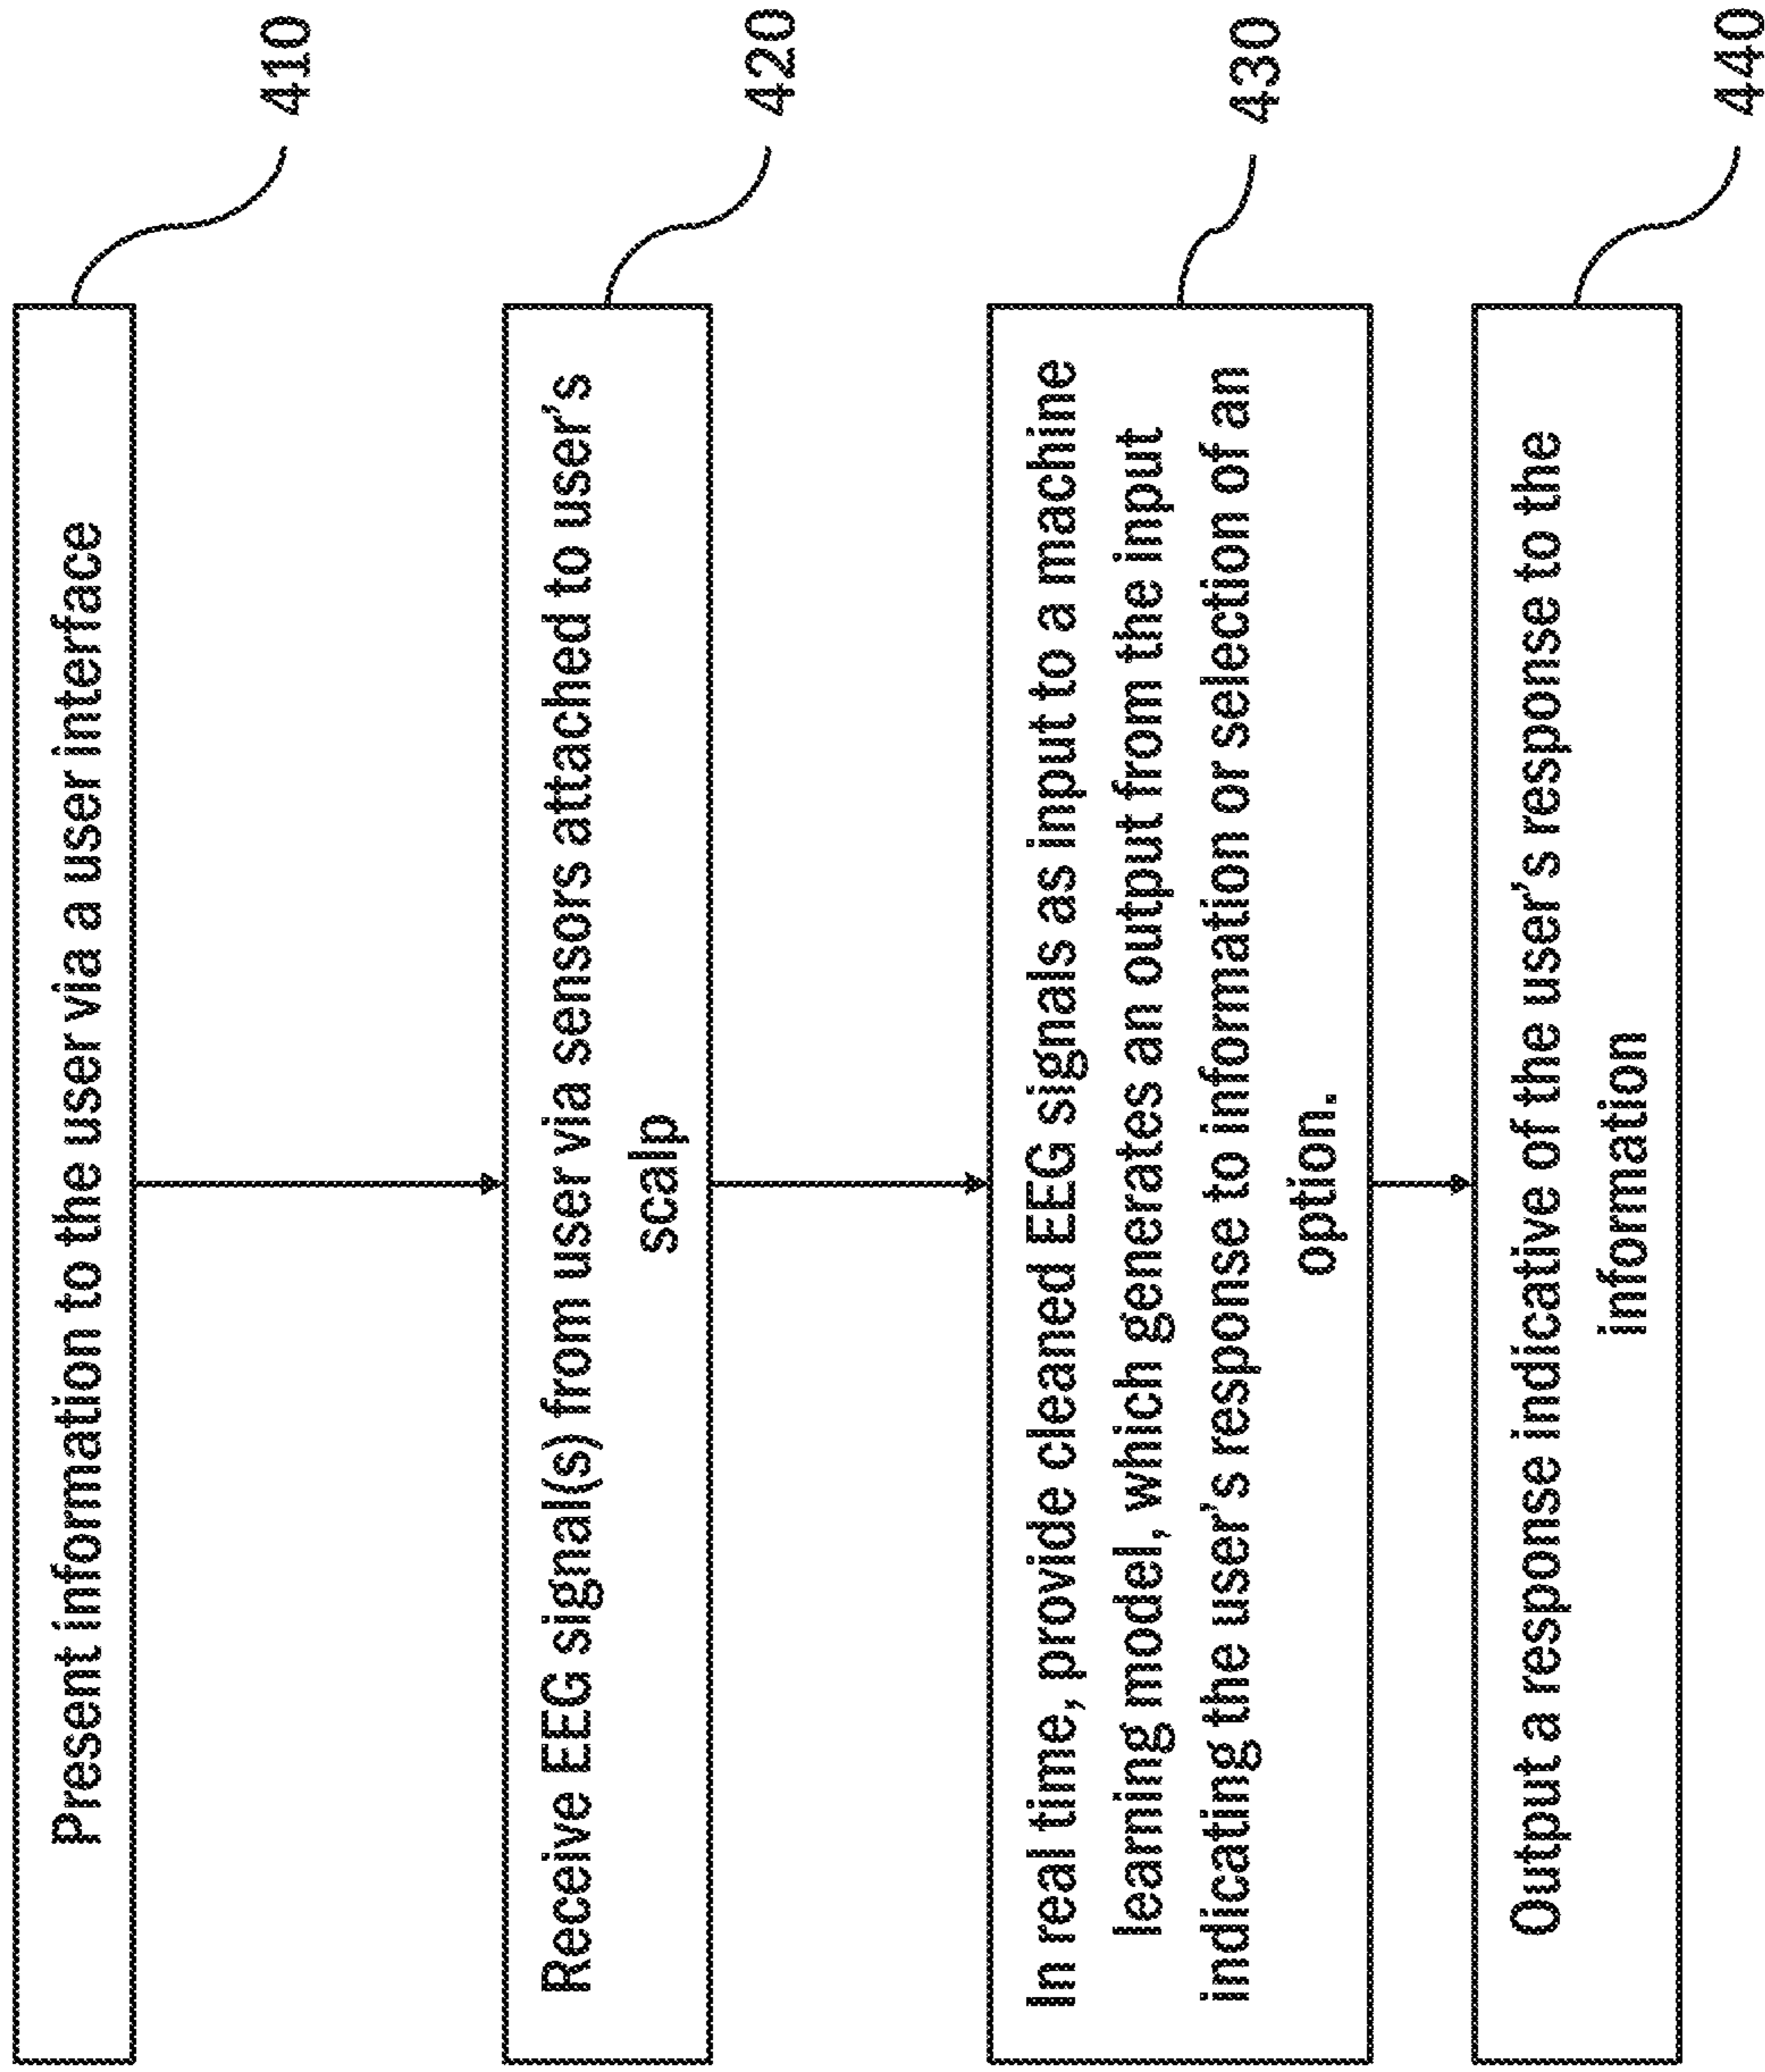 Present information to the user via a user interface
410
Receive EEG signal(s) from user via sensors attached to user's
scalp
420
In real time, provide cleaned EEG signals as input to a machine
learning model, which generates an output from the input
indicating the user's response to information or selection of an
option.
430
Output a response indicative of the user's response to the
information
440